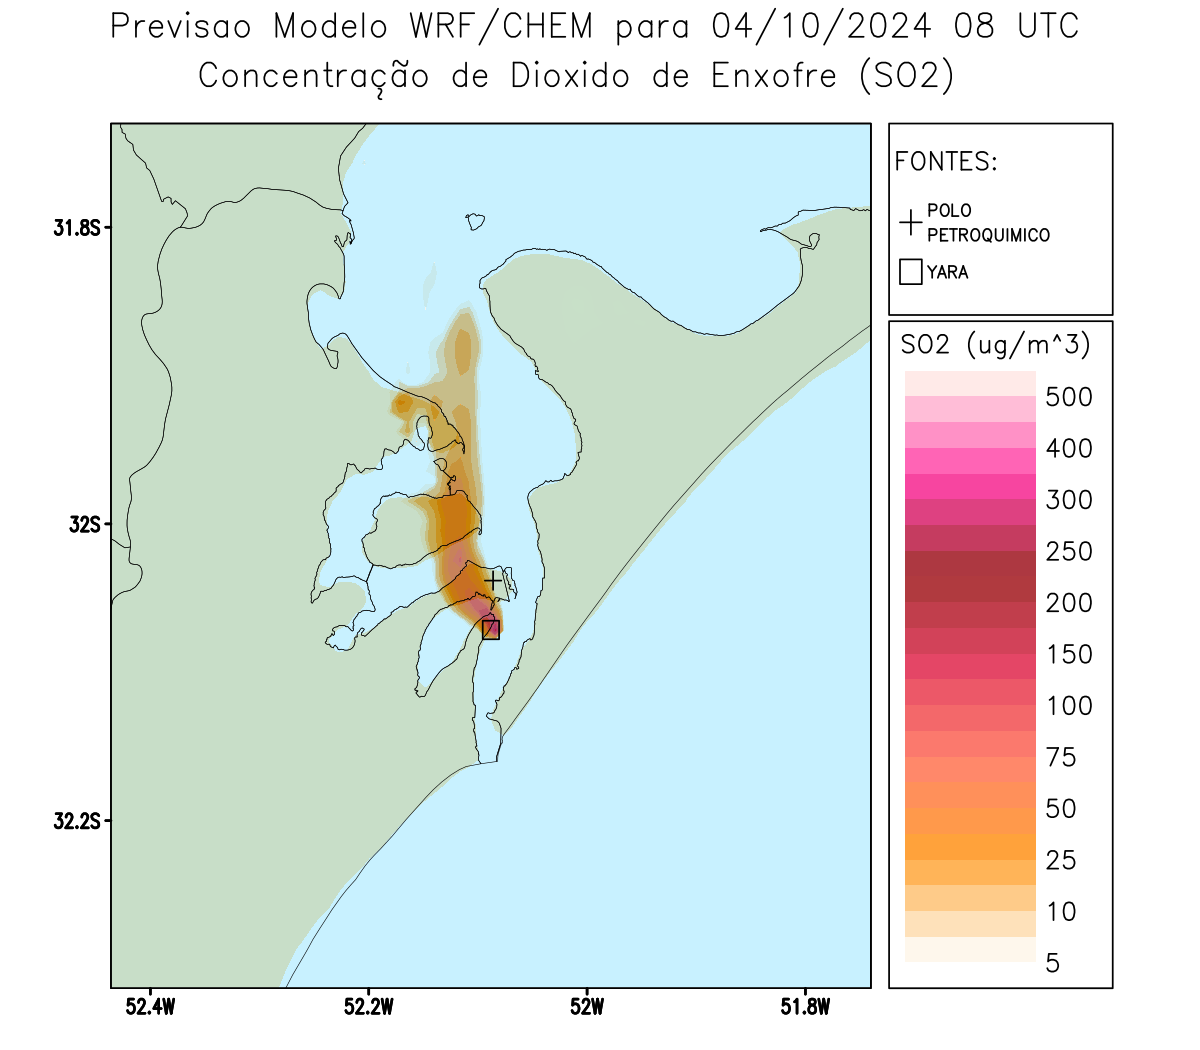 Previsao Modelo WRF/CHEM para 04/10/2024 08 UTC
Concentração de Dioxido de Enxofre (SO2)
FONTES:
POLO
PETROQUIMICO
YARA
SO2 (ug/m^3)
500
400
300
250
200
150
100
75
50
25
10
5
31.8S
32S
32.2S
52.4W
52.2W
52W
51.8W